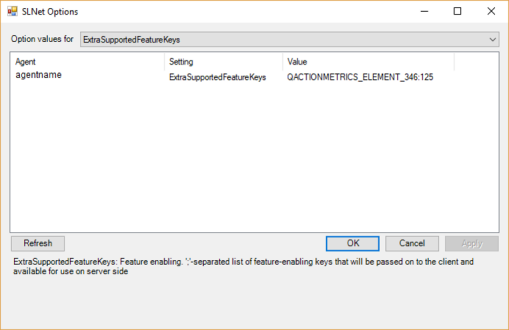 SLNet Options
Option values for ExtraSupportedFeatureKeys
Agent Setting Value
agentname ExtraSupportedFeatureKeys QACTIONMETRICS_ELEMENT_346:125
Refresh OK Cancel Apply
ExtraSupportedFeatureKeys: Feature enabling. ';'-separated list of feature-enabling keys that will be passed on to the client and
available for use on server side